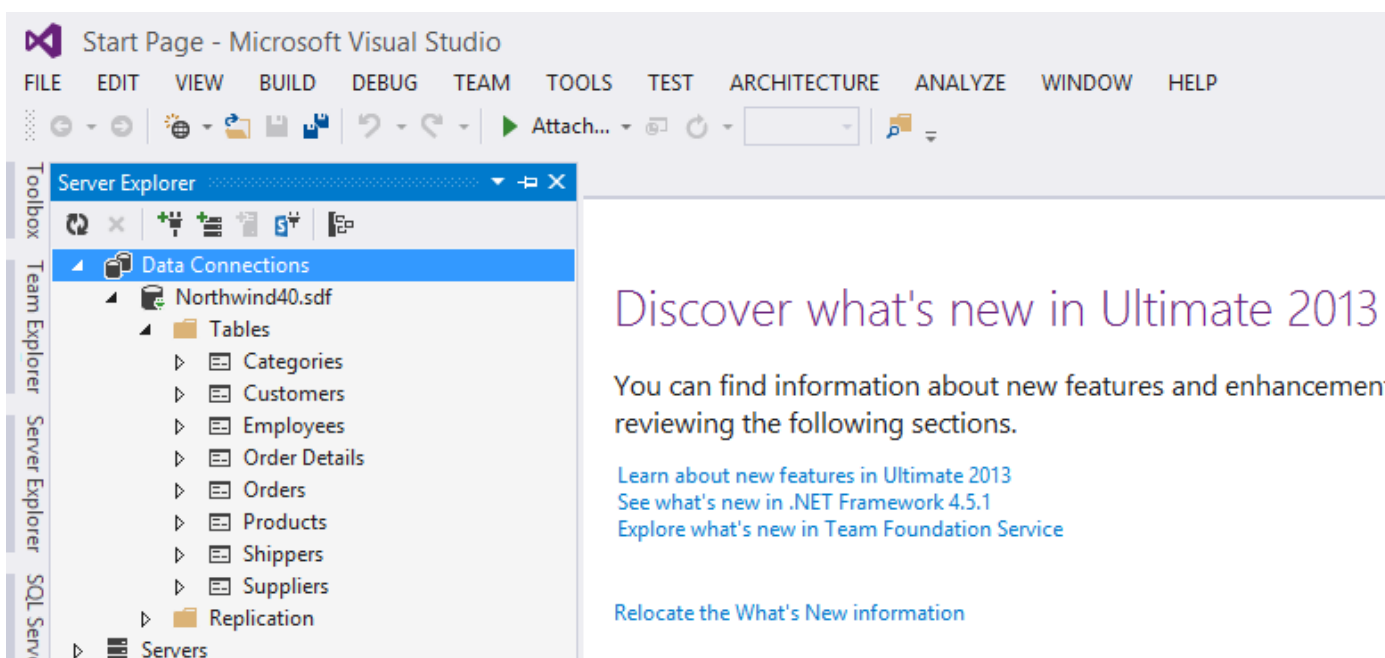 Start Page - Microsoft Visual Studio
FILE EDIT VIEW BUILD DEBUG TEAM TOOLS TEST ARCHITECTURE ANALYZE WINDOW HELP
Attach...
Toolbox
Team Explorer
Server Explorer
SQL Serv
Server Explorer
Data Connections
Northwind40.sdf
Tables
Categories
Customers
Employees
Order Details
Orders
Products
Shippers
Suppliers
Replication
Servers
Discover what's new in Ultimate 2013
You can find information about new features and enhancement
reviewing the following sections.
Learn about new features in Ultimate 2013
See what's new in .NET Framework 4.5.1
Explore what's new in Team Foundation Service
Relocate the What's New information